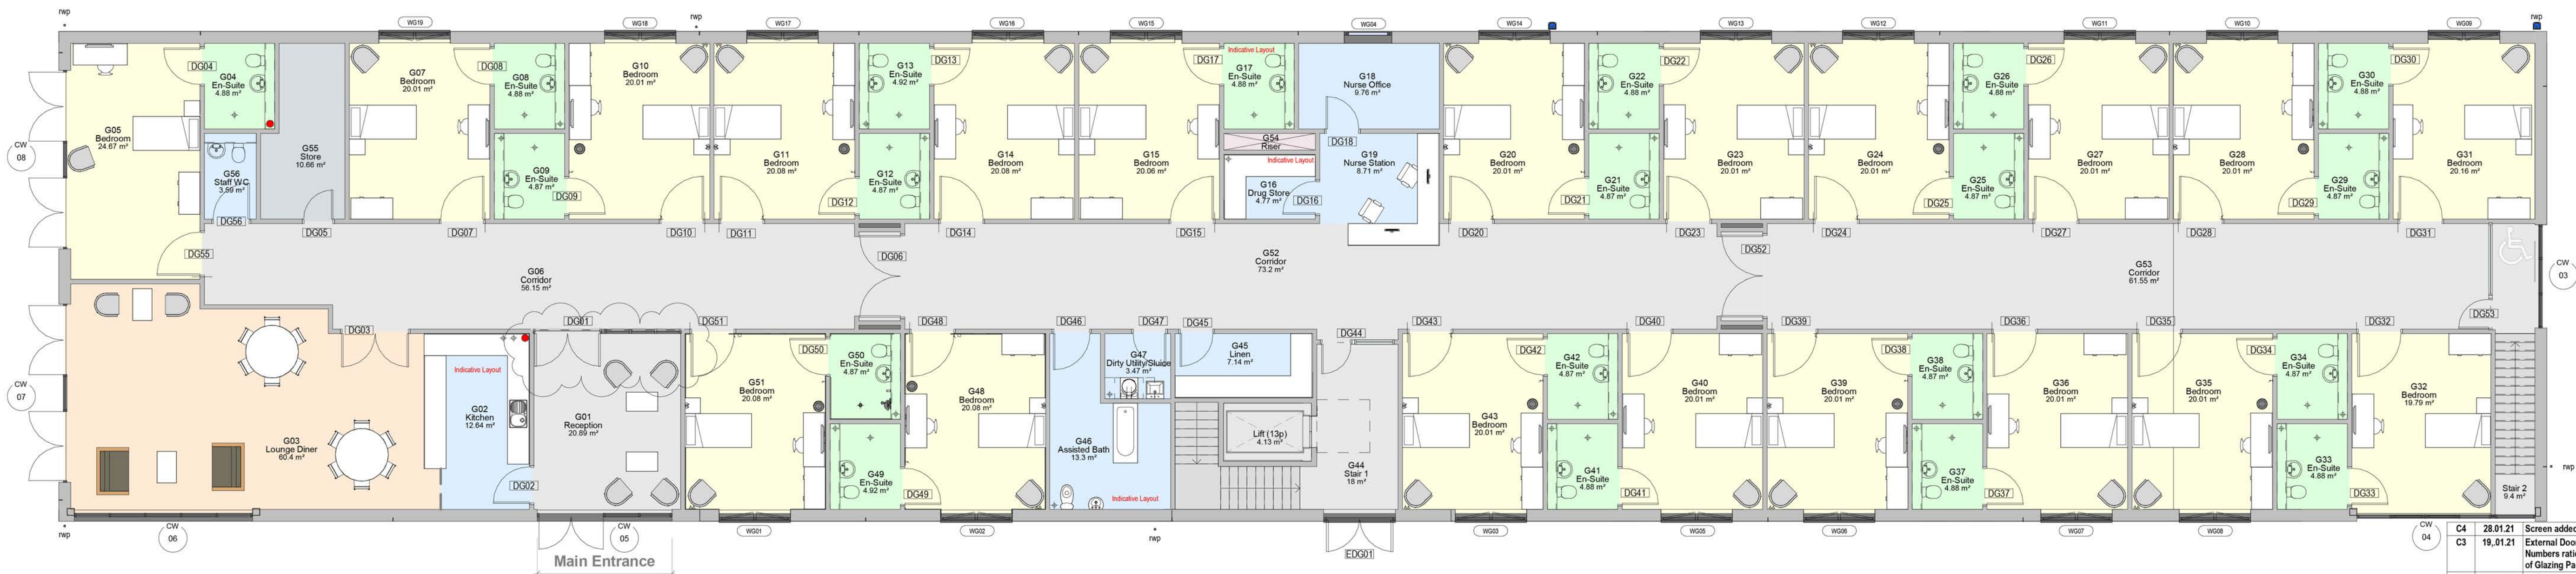 rwp
WG19
WG18
rwp
WG17
WG16
WG15
WG04
WG14
WG13
WG12
WG11
WG10
WG09
rwp
DG04
G04
En-Suite
4.88 m²
G05
Bedroom
24.67 m²
CW
08
G56
Staff WC
3.59 m²
DG56
DG55
G55
Store
10.66 m²
DG05
G07
Bedroom
20.01 m²
DG07
DG08
G08
En-Suite
4.88 m²
G09
En-Suite
4.87 m²
DG09
G10
Bedroom
20.01 m²
DG10
G11
Bedroom
20.08 m²
DG11
G13
En-Suite
4.92 m²
DG13
G12
En-Suite
4.87 m²
DG12
G14
Bedroom
20.08 m²
DG14
G15
Bedroom
20.06 m²
DG15
DG17
Indicative Layout
G17
En-Suite
4.88 m²
G54
Riser
Indicative Layout
G16
Drug Store
4.77 m²
DG16
G18
Nurse Office
9.76 m²
DG18
G19
Nurse Station
8.71 m²
G20
Bedroom
20.01 m²
DG20
G22
En-Suite
4.88 m²
DG22
G21
En-Suite
4.87 m²
DG21
G23
Bedroom
20.01 m²
DG23
G24
Bedroom
20.01 m²
DG24
G26
En-Suite
4.88 m²
DG26
G25
En-Suite
4.87 m²
DG25
G27
Bedroom
20.01 m²
DG27
G28
Bedroom
20.01 m²
DG28
G30
En-Suite
4.88 m²
DG30
G29
En-Suite
4.87 m²
DG29
G31
Bedroom
20.16 m²
DG31
G06
Corridor
56.15 m²
DG06
G52
Corridor
73.2 m²
DG52
G53
Corridor
61.55 m²
CW
03
DG53
DG03
DG01
DG51
DG48
DG46
DG47
DG45
DG44
DG43
DG40
DG39
DG36
DG35
DG32
CW
07
G03
Lounge Diner
60.4 m²
Indicative Layout
G02
Kitchen
12.64 m²
DG02
G01
Reception
20.89 m²
G51
Bedroom
20.08 m²
DG50
G50
En-Suite
4.87 m²
G49
En-Suite
4.92 m²
DG49
G48
Bedroom
20.08 m²
G46
Assisted Bath
13.3 m²
Indicative Layout
G47
Dirty Utility/Sluice
3.47 m²
G45
Linen
7.14 m²
Lift (13p)
4.13 m²
G44
Stair 1
18 m²
G43
Bedroom
20.01 m²
DG42
G42
En-Suite
4.87 m²
G41
En-Suite
4.88 m²
DG41
G40
Bedroom
20.01 m²
G39
Bedroom
20.01 m²
DG38
G38
En-Suite
4.87 m²
G37
En-Suite
4.88 m²
DG37
G36
Bedroom
20.01 m²
G35
Bedroom
20.01 m²
DG34
G34
En-Suite
4.87 m²
G33
En-Suite
4.88 m²
DG33
G32
Bedroom
19.79 m²
Stair 2
9.4 m²
rwp
rwp
CW
06
CW
05
Main Entrance
WG01
WG02
rwp
EDG01
WG03
WG05
WG06
WG07
WG08
CW
04
C4 28.01.21 Screen added
C3 19,.01.21 External Doo
Numbers rati
of Glazing Pa